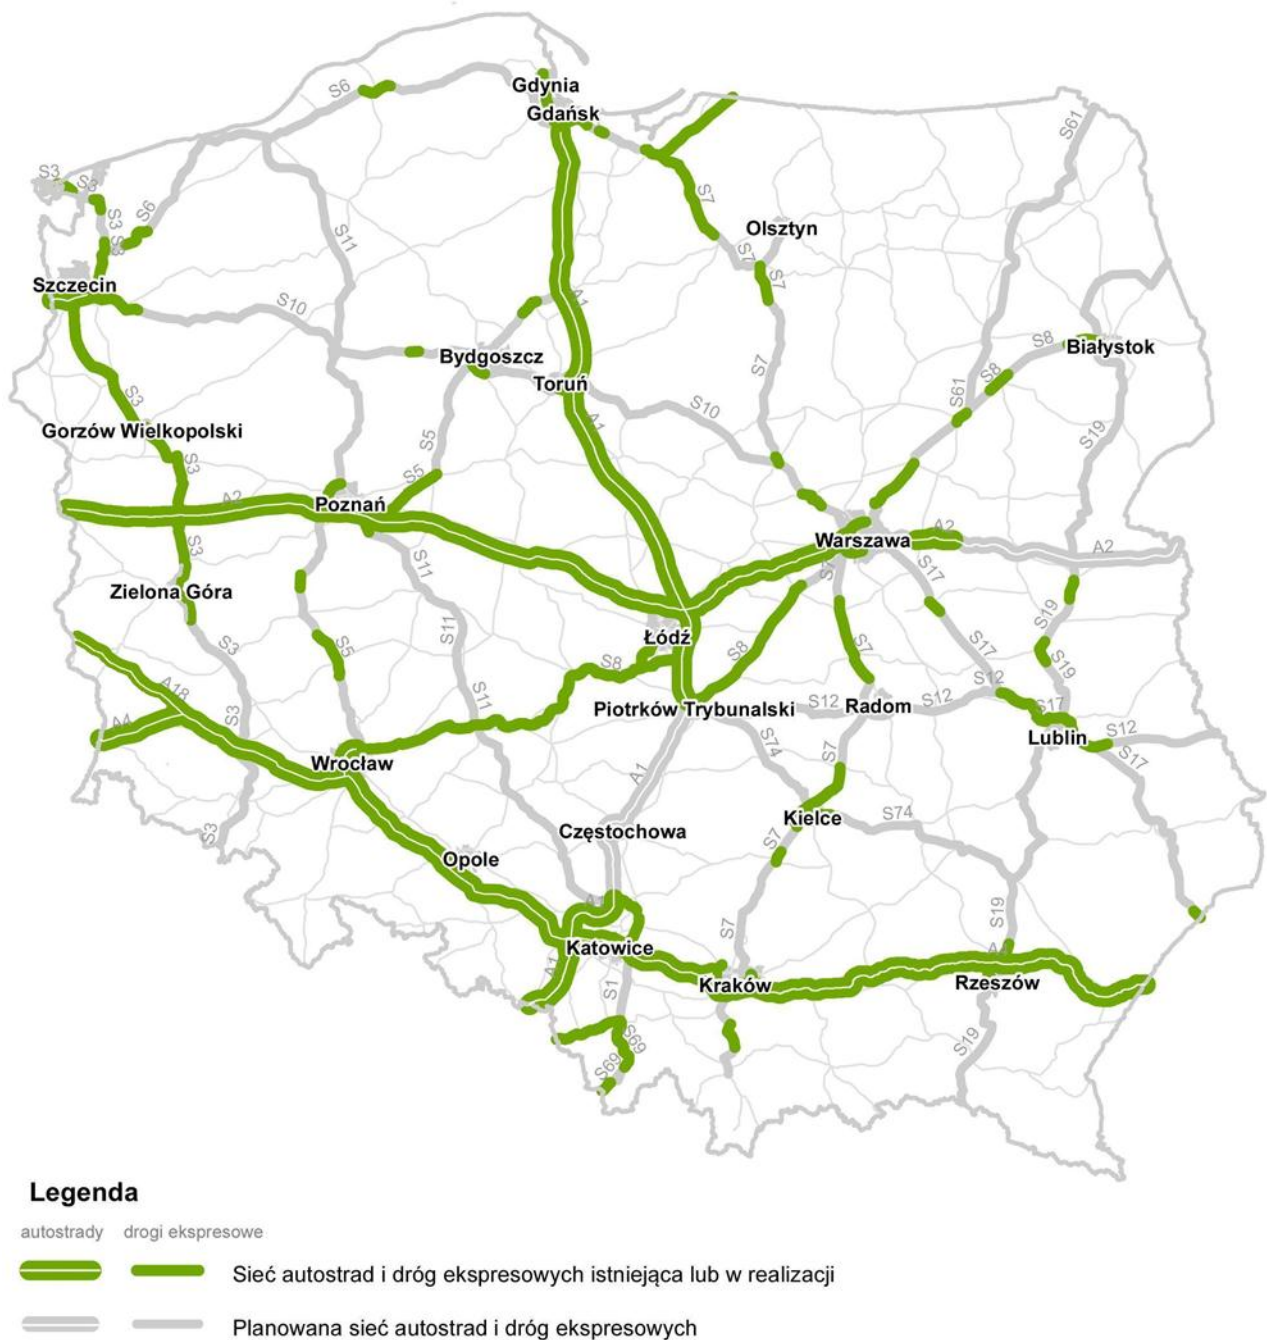 S6
Gdynia
Gdańsk
S61
S3
S3
S3
S6
S3
S7
Olsztyn
S11
S7
S7
Szczecin
S10
A1
S8
Białystok
Bydgoszcz
S7
S8
Toruń
S3
S61
S10
A1
Gorzów Wielkopolski
S5
S19
S3
S5
A2
Poznań
A2
Warszawa
A2
S3
S11
S17
S7
Zielona Góra
S19
S11
Łódź
S3
S5
S8
S8
S7
S17
S19
A18
S12
S11
S3
Piotrków Trybunalski
S12
Radom
S12
S17
A4
S12
Lublin
S74
S7
S17
Wrocław
A1
Kielce
S74
S3
Częstochowa
S7
Opole
A1
S19
S7
Katowice
A
A1
Kraków
Rzeszów
S1
S69
S19
S69
Legenda
autostrady drogi ekspresowe
Sieć autostrad i dróg ekspresowych istniejąca lub w realizacji
Planowana sieć autostrad i dróg ekspresowych